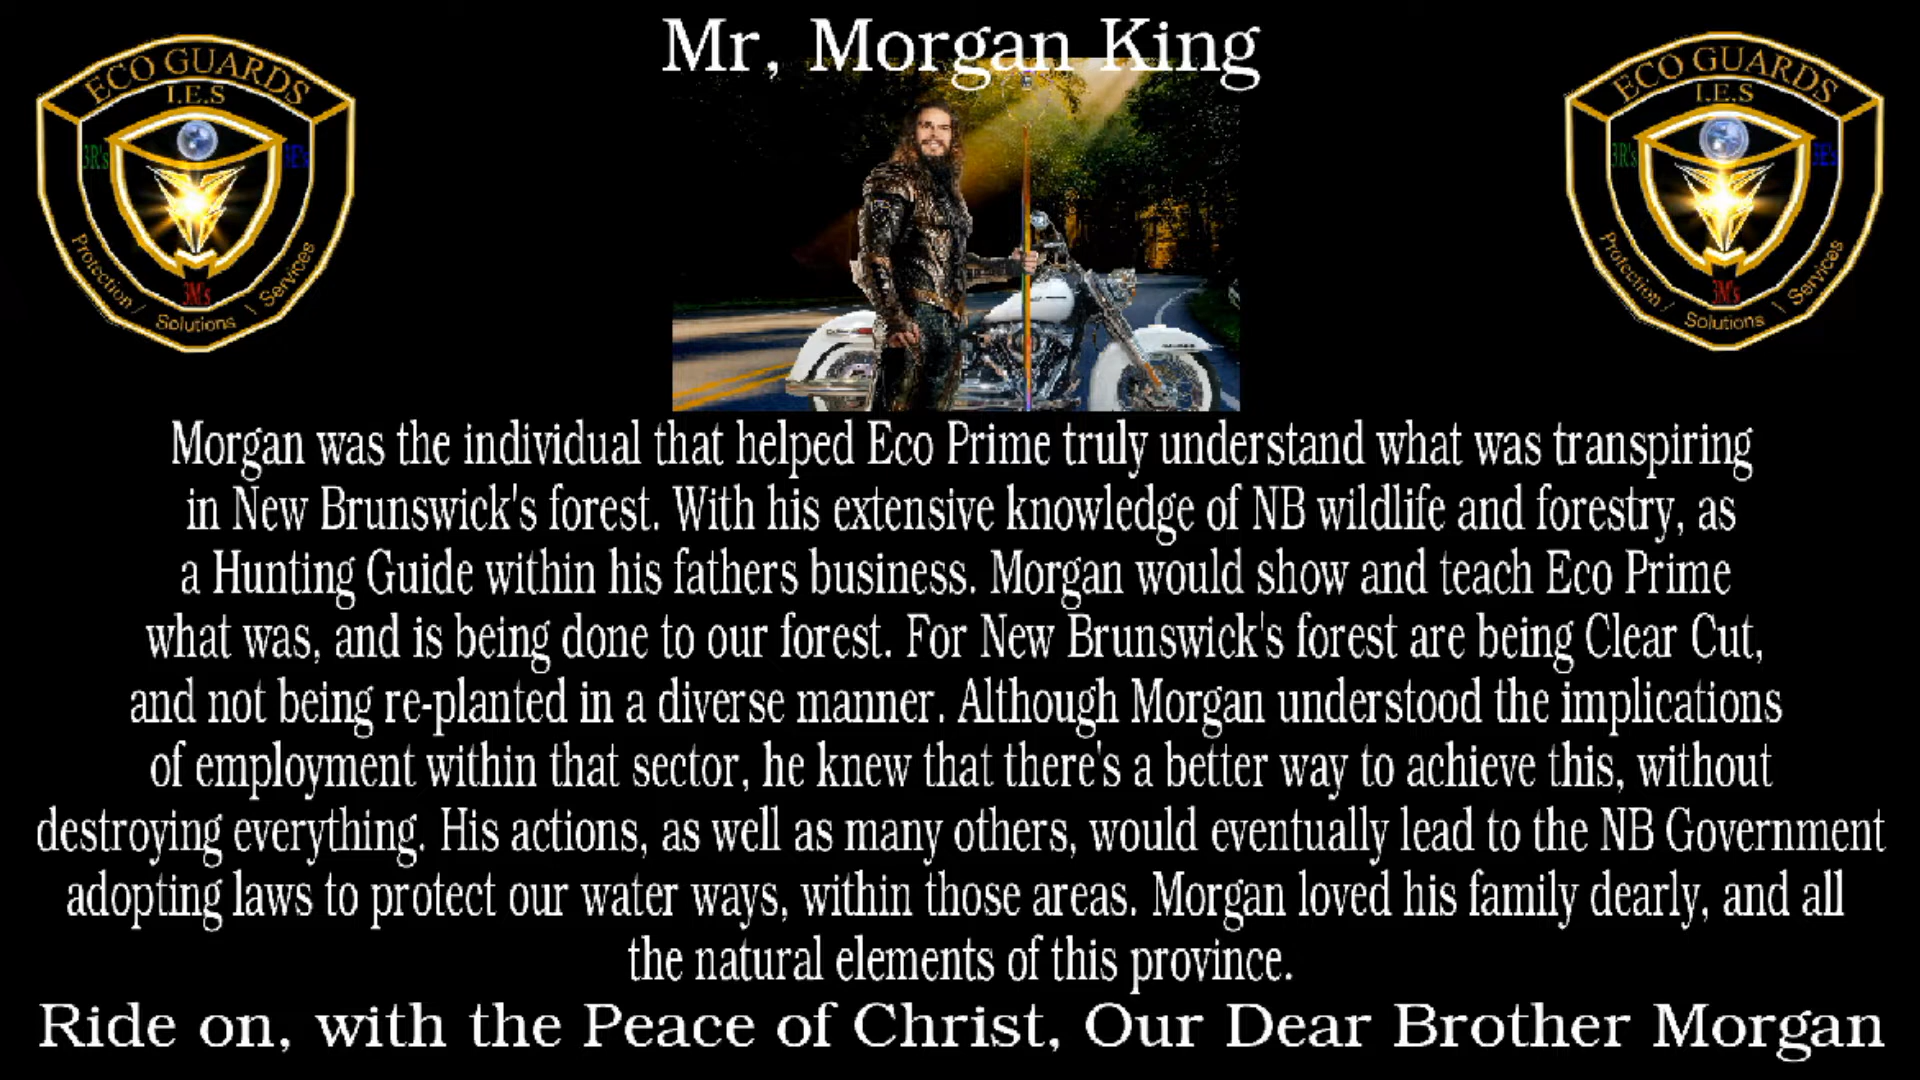 Mr, Morgan King
ECO GUARDS
I.E.S
3R's
3E's
3M's
Protection /
Solutions
\ Services
ECO GUARDS
I.E.S
3R's
3E's
3M's
Protection /
Solutions
\ Services
Morgan was the individual that helped Eco Prime truly understand what was transpiring
in New Brunswick's forest. With his extensive knowledge of NB wildlife and forestry, as
a Hunting Guide within his fathers business. Morgan would show and teach Eco Prime
what was, and is being done to our forest. For New Brunswick's forest are being Clear Cut,
and not being re-planted in a diverse manner. Although Morgan understood the implications
of employment within that sector, he knew that there's a better way to achieve this, without
destroying everything. His actions, as well as many others, would eventually lead to the NB Government
adopting laws to protect our water ways, within those areas. Morgan loved his family dearly, and all
the natural elements of this province.
Ride on, with the Peace of Christ, Our Dear Brother Morgan